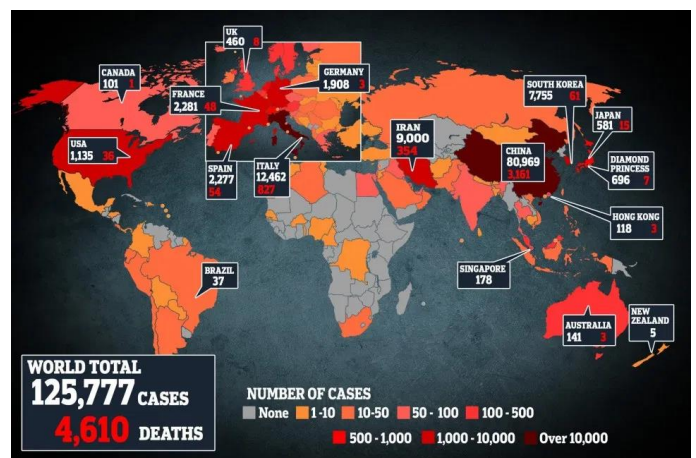 UK
460 8
CANADA
101 1
GERMANY
1,908 3
FRANCE
2,281 48
SOUTH KOREA
7,755 61
JAPAN
581 15
IRAN
9,000
354
USA
1,135 36
CHINA
80,969
3,161
DIAMOND
PRINCESS
696 7
SPAIN
2,277
54
ITALY
12,462
827
HONG KONG
118 3
BRAZIL
37
SINGAPORE
178
NEW
ZEALAND
5
AUSTRALIA
141 3
WORLD TOTAL
125,777 CASES
4,610 DEATHS
NUMBER OF CASES
None 1-10 10-50 50 - 100 100 - 500
500 - 1,000 1,000 - 10,000 Over 10,000